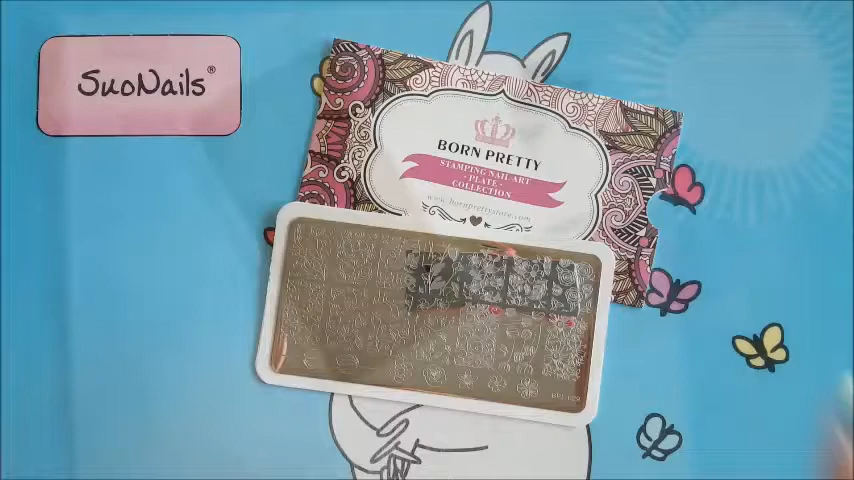 SuoNails®
BORN PRETTY
STAMPING NAIL ART
- PLATE -
COLLECTION
www.bornprettystore.com